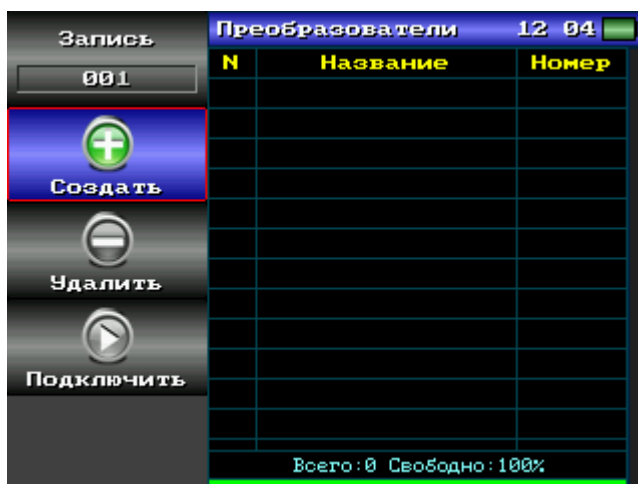 Запись
001
Создать
Удалить
Подключить
Преобразователи 12 04
N Название Номер
Всего:0 Свободно:100%